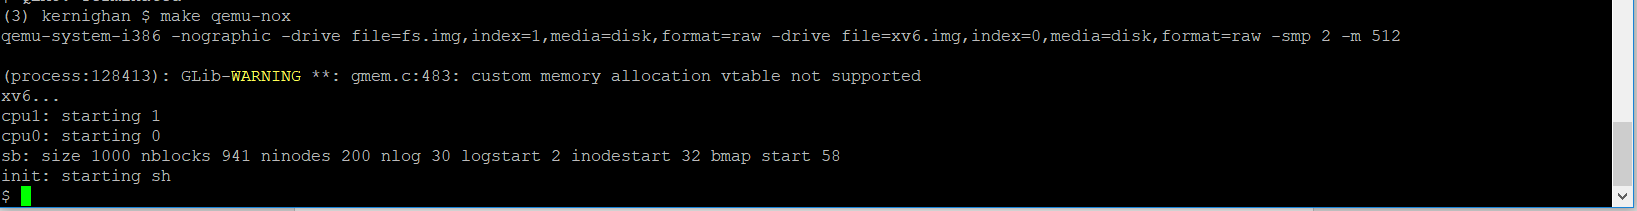 (3) kernighan $ make qemu-nox
qemu-system-i386 -nographic -drive file=fs.img,index=1,media=disk,format=raw -drive file=xv6.img,index=0,media=disk,format=raw -smp 2 -m 512
(process:128413): GLib-WARNING **: gmem.c:483: custom memory allocation vtable not supported
xv6...
cpu1: starting 1
cpu0: starting 0
sb: size 1000 nblocks 941 ninodes 200 nlog 30 logstart 2 inodestart 32 bmap start 58
init: starting sh
$